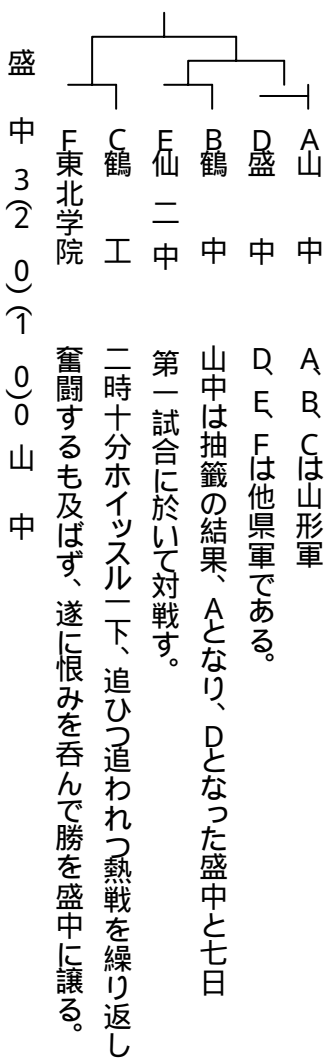 A山中
D盛中
B鶴中
E仙二中
C鶴工
F東北学院
A、B、Cは山形軍
D、E、Fは他県軍である。
山中は抽籤の結果、Aとなり、Dとなった盛中と七日
第一試合に於いて対戦す。
二時十分ホイッスル一下、追ひつ追われつ熱戦を繰り返し
奮闘するも及ばず、遂に恨みを呑んで勝を盛中に譲る。
盛中 3(2 0)(1 0)0 山中